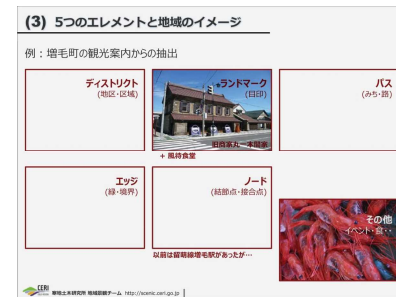 (3) 5つのエレメントと地域のイメージ
例：増毛町の観光案内からの抽出
ディストリクト
(地区・区域)
ランドマーク
(目印)
旧商家丸一本間家
+ 風待食堂
パス
(みち・路)
エッジ
(縁・境界)
ノード
(結節点・接合点)
以前は留萌線増毛駅があったが…
その他
イベント・食・・
CERI 寒地土木研究所 地域景観チーム http://scenic.ceri.go.jp